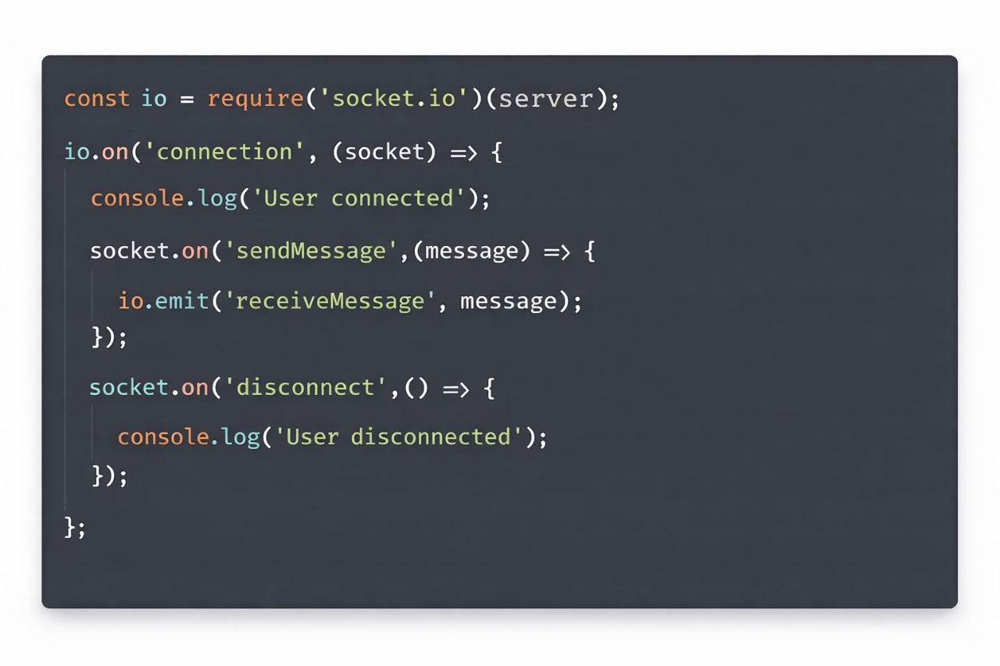 const io = require('socket.io')(server);
io.on('connection', (socket) => {
console.log('User connected');
socket.on('sendMessage',(message) => {
io.emit('receiveMessage', message);
});
socket.on('disconnect',() => {
console.log('User disconnected');
});
};